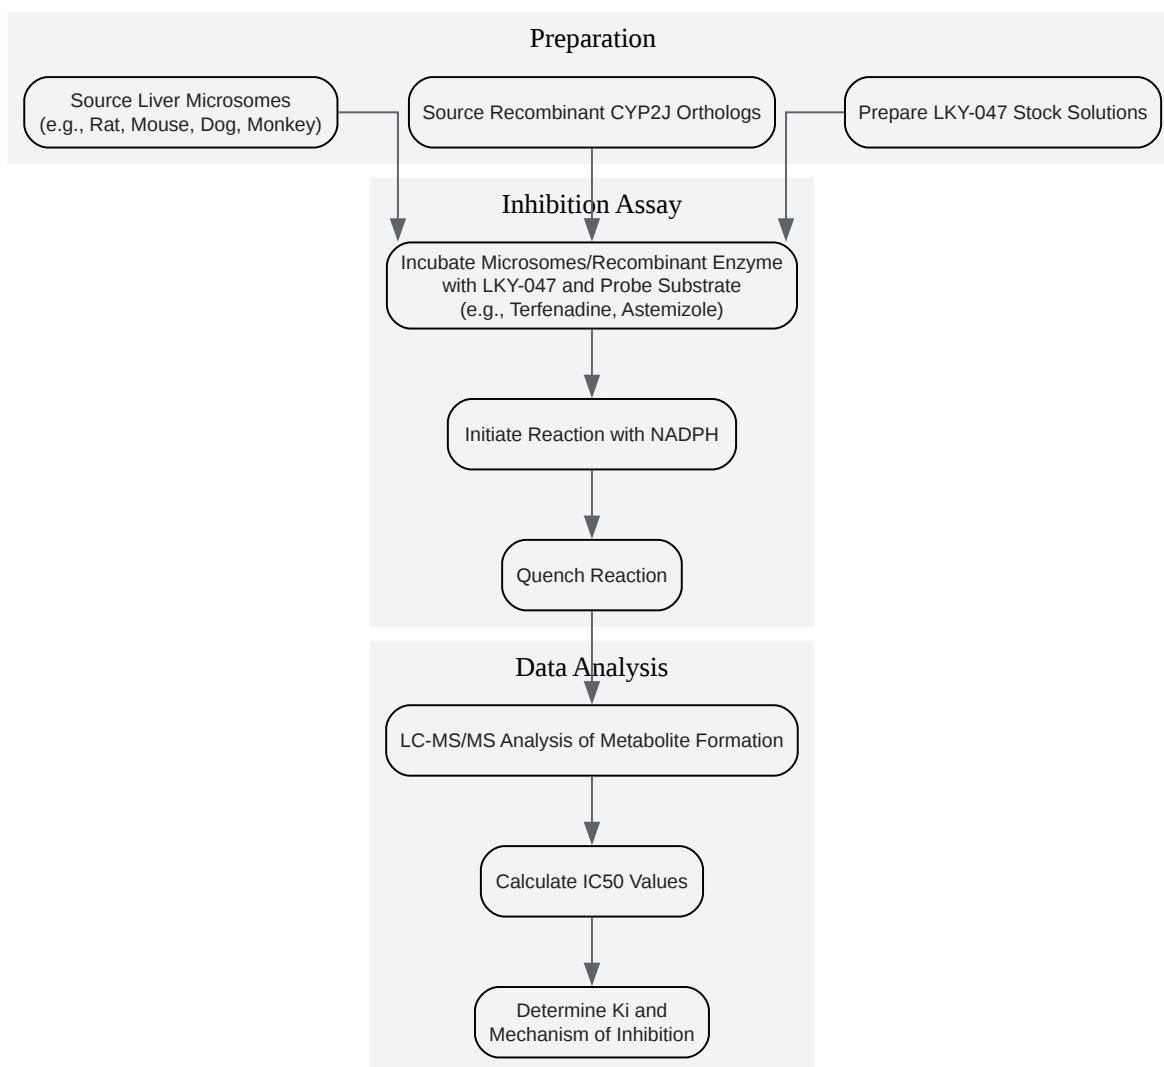 Preparation
Source Liver Microsomes
(e.g., Rat, Mouse, Dog, Monkey)
Source Recombinant CYP2J Orthologs
Prepare LKY-047 Stock Solutions
Inhibition Assay
Incubate Microsomes/Recombinant Enzyme
with LKY-047 and Probe Substrate
(e.g., Terfenadine, Astemizole)
Initiate Reaction with NADPH
Quench Reaction
Data Analysis
LC-MS/MS Analysis of Metabolite Formation
Calculate IC50 Values
Determine Ki and
Mechanism of Inhibition